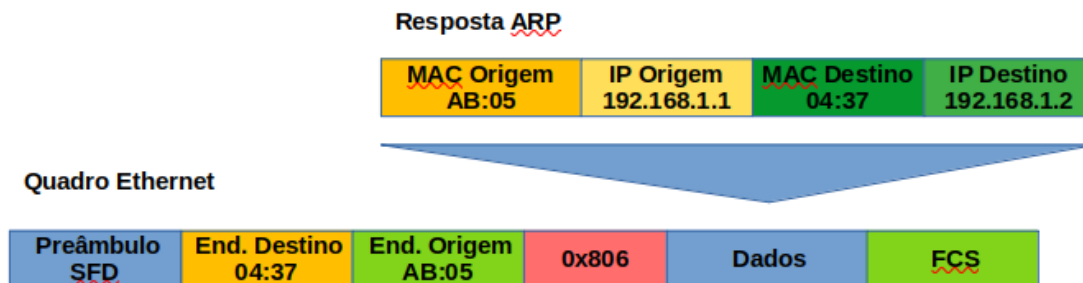 Resposta ARP
MAC Origem IP Origem MAC Destino IP Destino
AB:05 192.168.1.1 04:37 192.168.1.2
Quadro Ethernet
Preâmbulo End. Destino End. Origem 0x806 Dados FCS
SFD 04:37 AB:05